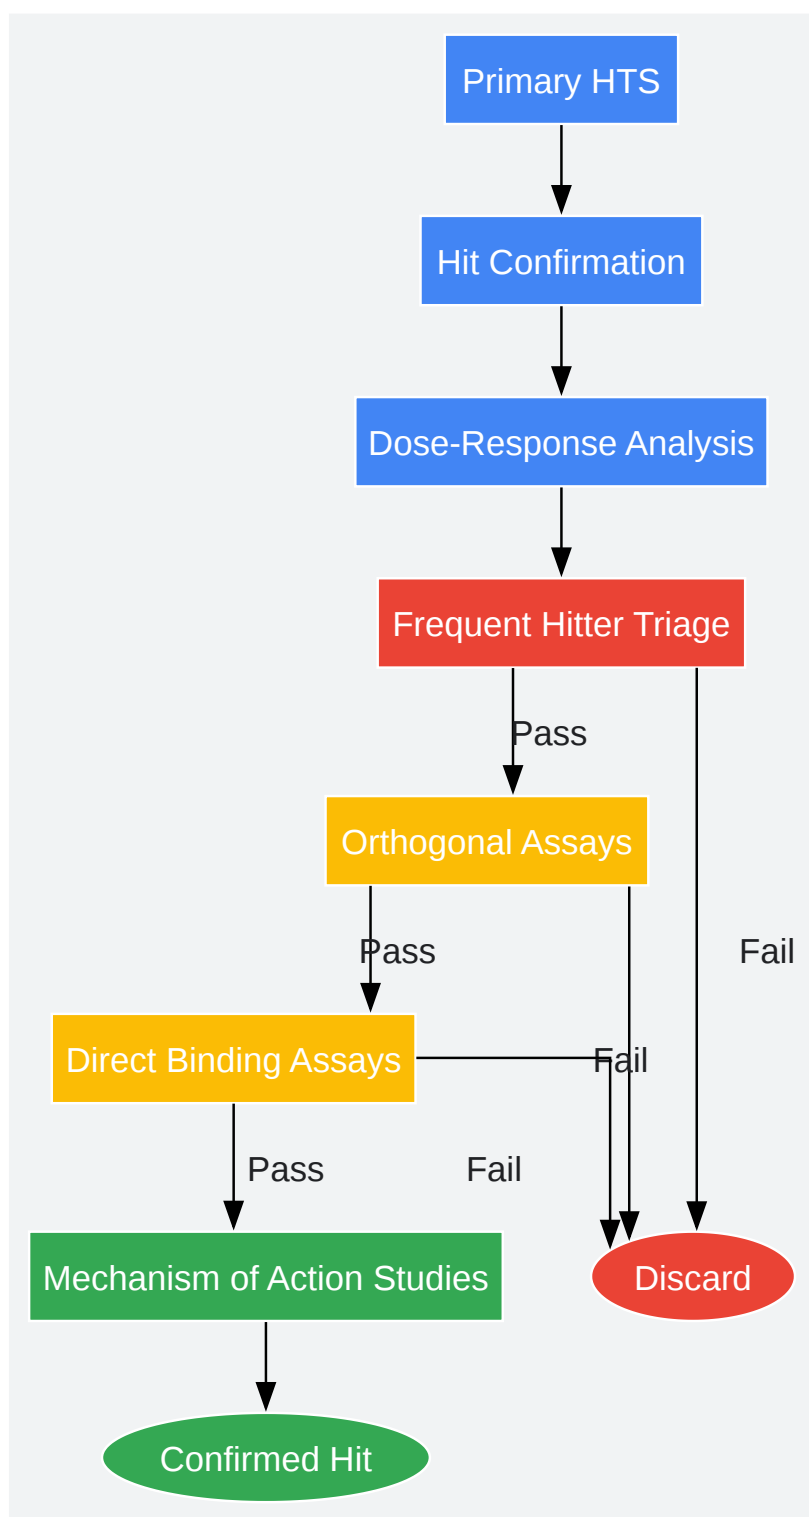 Primary HTS
Hit Confirmation
Dose-Response Analysis
Frequent Hitter Triage
Pass
Orthogonal Assays
Pass
Fail
Direct Binding Assays
Fail
Pass
Fail
Mechanism of Action Studies
Discard
Confirmed Hit